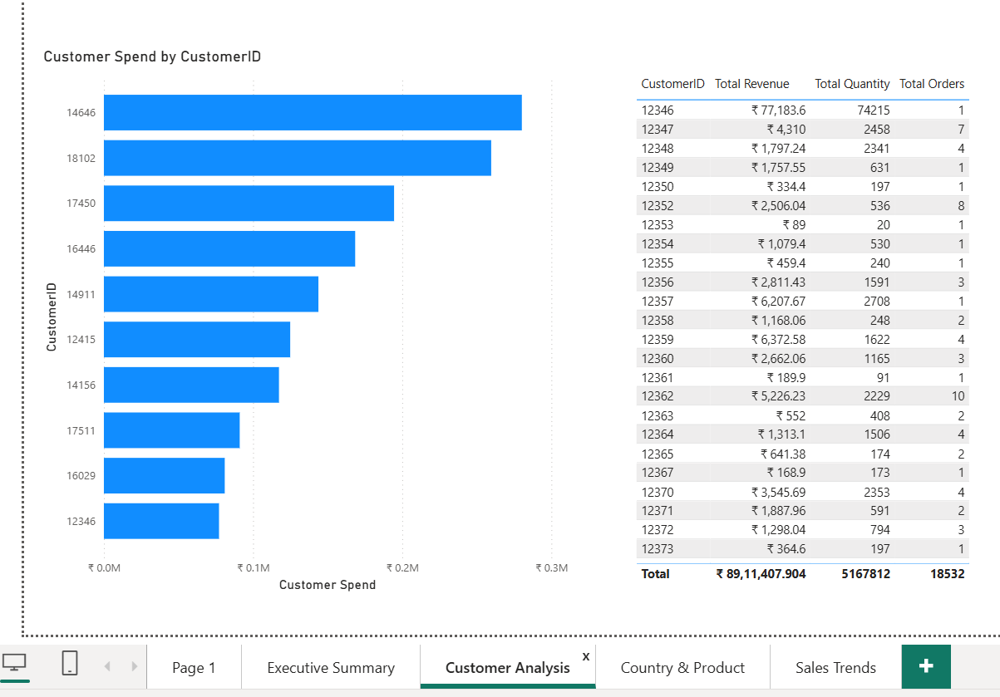 Customer Spend by CustomerID
CustomerID
14646
18102
17450
16446
14911
12415
14156
17511
16029
12346
₹ 0.0M ₹ 0.1M ₹ 0.2M ₹ 0.3M
Customer Spend
CustomerID Total Revenue Total Quantity Total Orders
12346 ₹ 77,183.6 74215 1
12347 ₹ 4,310 2458 7
12348 ₹ 1,797.24 2341 4
12349 ₹ 1,757.55 631 1
12350 ₹ 334.4 197 1
12352 ₹ 2,506.04 536 8
12353 ₹ 89 20 1
12354 ₹ 1,079.4 530 1
12355 ₹ 459.4 240 1
12356 ₹ 2,811.43 1591 3
12357 ₹ 6,207.67 2708 1
12358 ₹ 1,168.06 248 2
12359 ₹ 6,372.58 1622 4
12360 ₹ 2,662.06 1165 3
12361 ₹ 189.9 91 1
12362 ₹ 5,226.23 2229 10
12363 ₹ 552 408 2
12364 ₹ 1,313.1 1506 4
12365 ₹ 641.38 174 2
12367 ₹ 168.9 173 1
12370 ₹ 3,545.69 2353 4
12371 ₹ 1,887.96 591 2
12372 ₹ 1,298.04 794 3
12373 ₹ 364.6 197 1
Total ₹ 89,11,407.904 5167812 18532
Page 1 Executive Summary Customer Analysis x Country & Product Sales Trends +